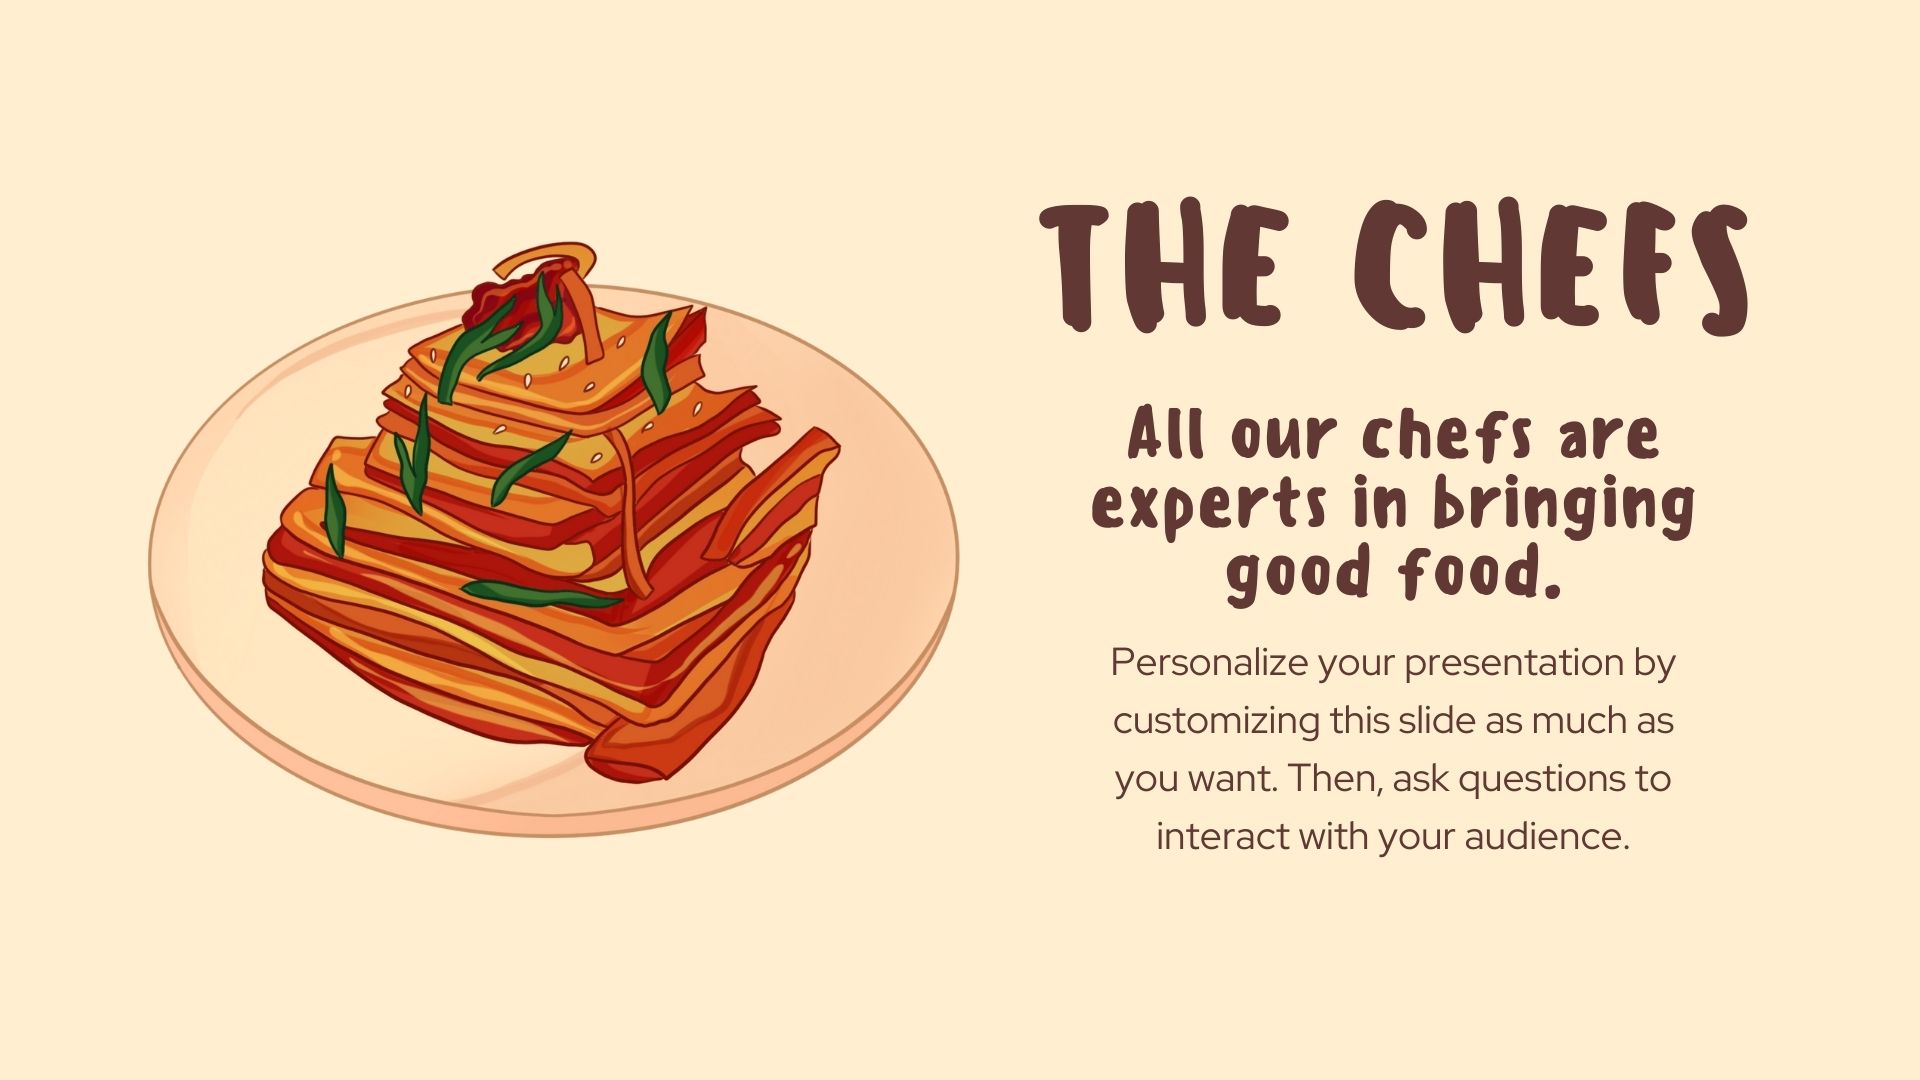 THE CHEFS
All our chefs are
experts in bringing
good food.
Personalize your presentation by
customizing this slide as much as
you want. Then, ask questions to
interact with your audience.